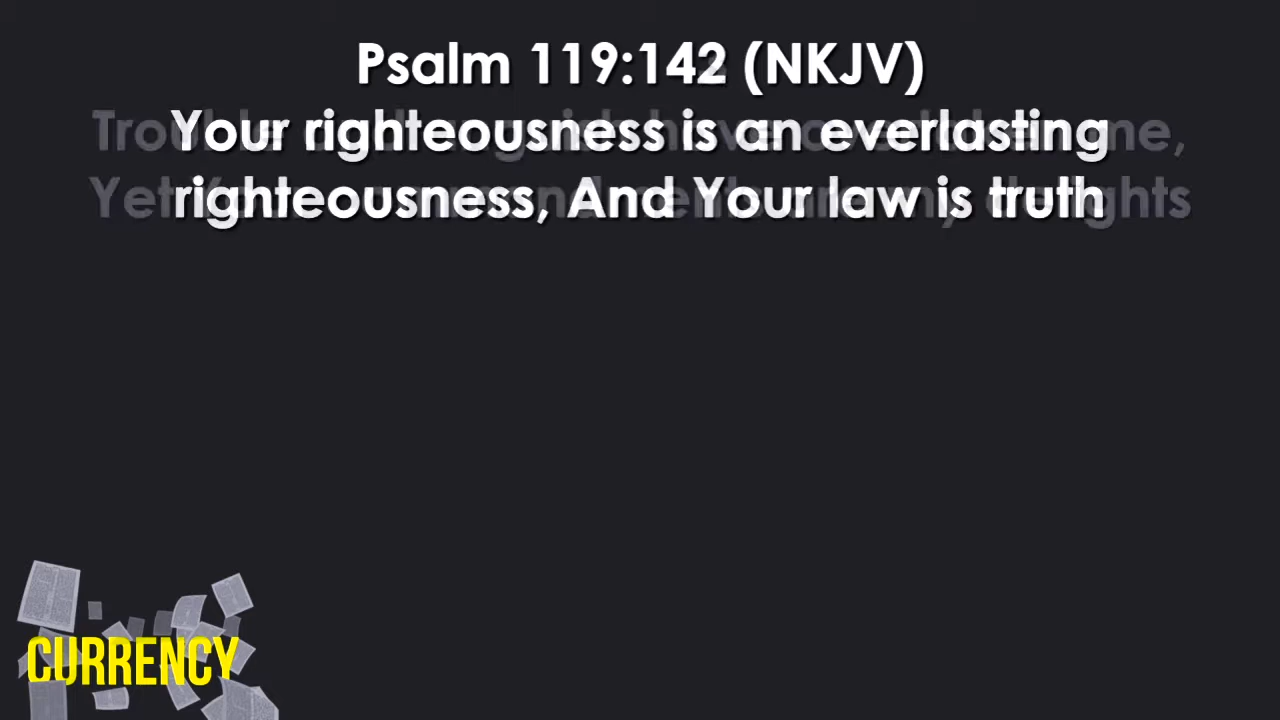 Psalm 119:142 (NKJV)
Your righteousness is an everlasting
righteousness, And Your law is truth
CURRENCY